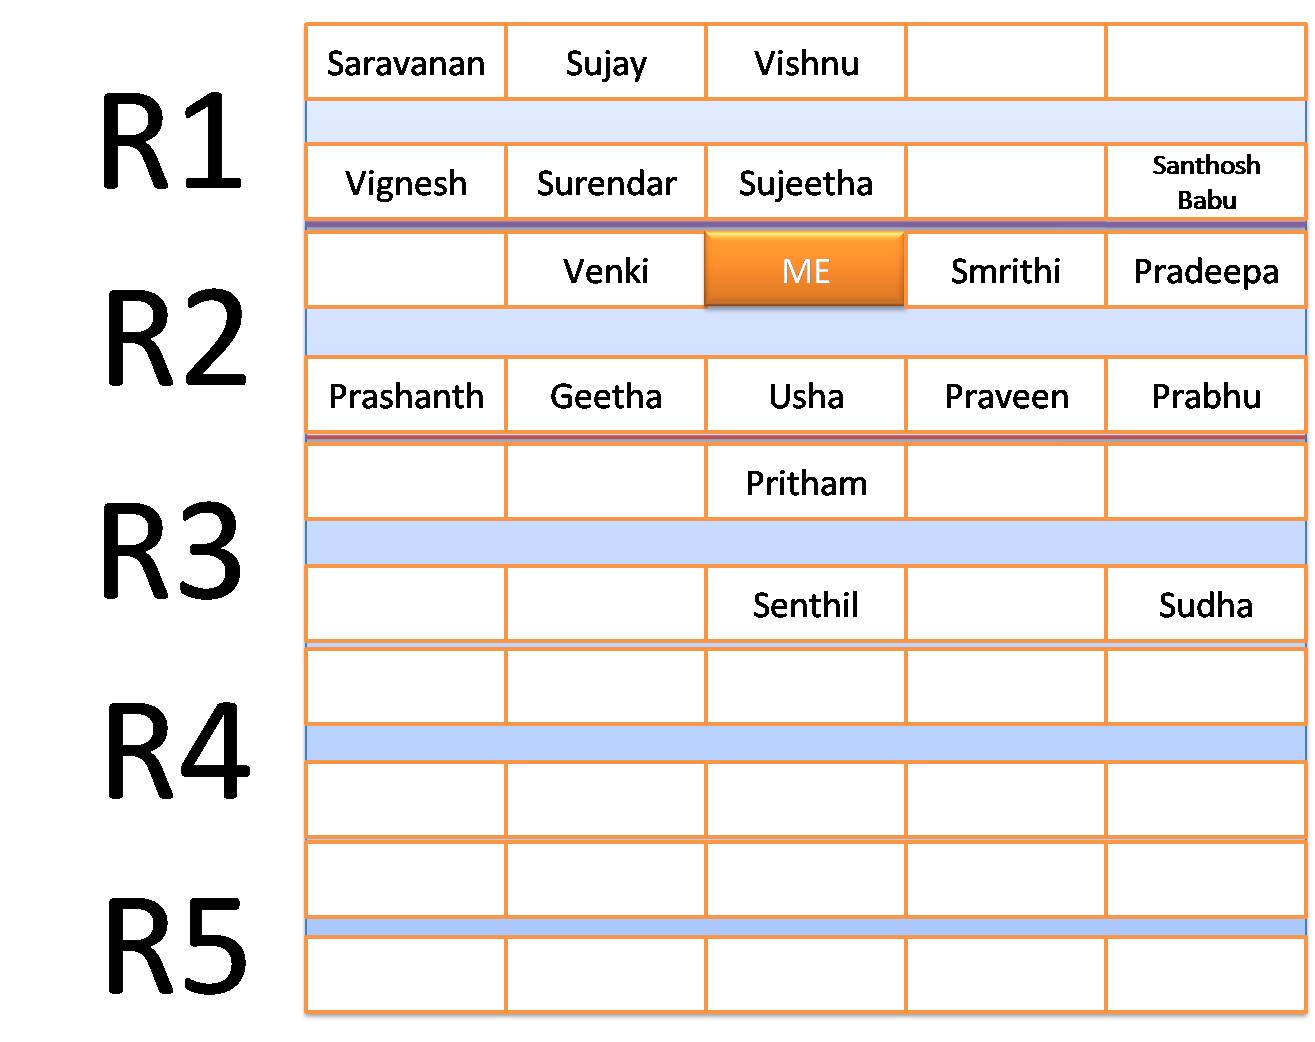 R1
Saravanan Sujay Vishnu
Vignesh Surendar Sujeetha Santhosh
Babu
R2
Venki ME Smrithi Pradeepa
Prashanth Geetha Usha Praveen Prabhu
R3
Pritham
Senthil Sudha
R4
R5